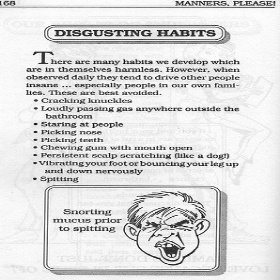 168 MANNERS, PLEASE!
DISGUSTING HABITS
There are many habits we develop which
are in themselves harmless. However, when
observed daily they tend to drive other people
insane ... especially people in our own fami-
lies. These are best avoided.
• Cracking knuckles
• Loudly passing gas anywhere outside the
bathroom
• Staring at people
• Picking nose
• Picking teeth
• Chewing gum with mouth open
• Persistent scalp scratching (like a dog!)
• Vibrating your foot or bouncing your leg up
and down nervously
• Spitting
Snorting
mucus prior
to spitting